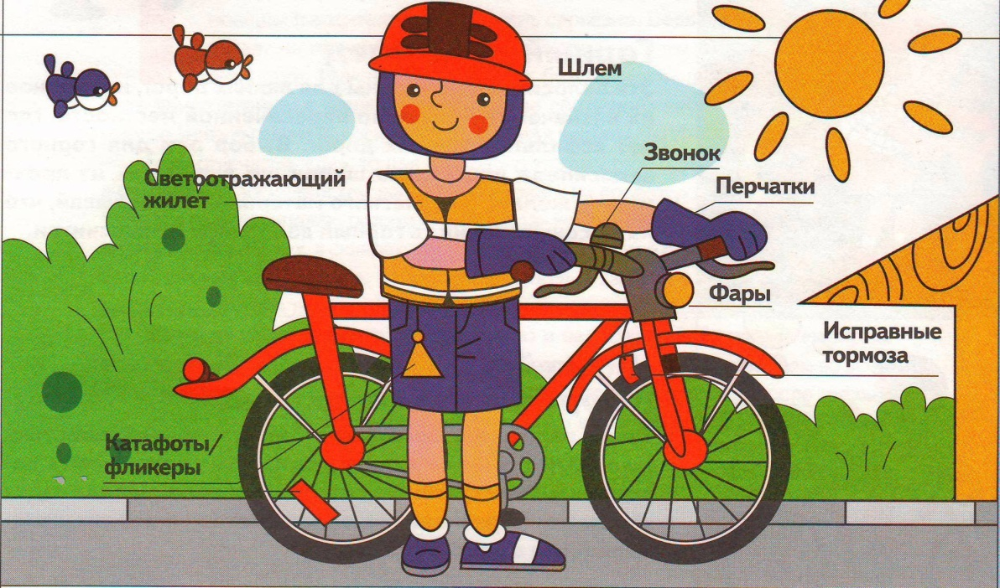 Шлем
Звонок
Перчатки
Светоотражающий
жилет
Фары
Исправные
тормоза
Катафоты/
фликеры